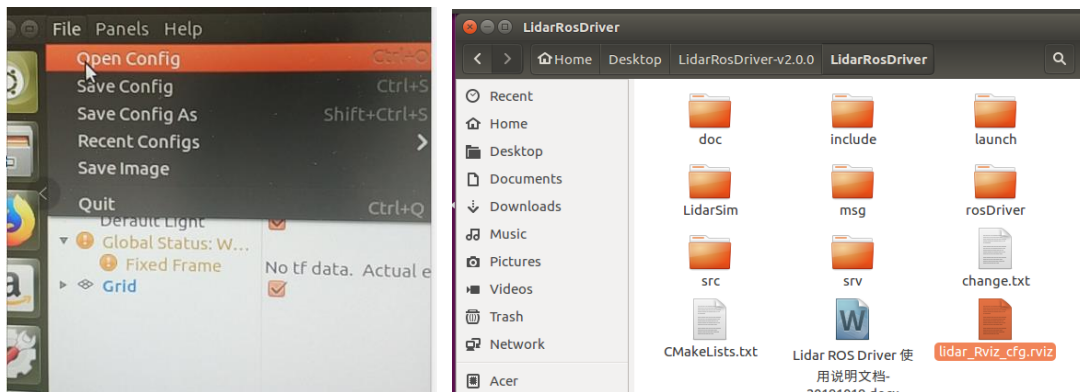 File Panels Help
Open Config Ctrl+O
Save Config Ctrl+S
Save Config As Shift+Ctrl+S
Recent Configs
Save Image
Quit Ctrl+Q
Default Light
Global Status: W...
Fixed Frame No tf data. Actual e
Grid
LidarRosDriver
Home Desktop LidarRosDriver-v2.0.0 LidarRosDriver
Recent
Home
Desktop
Documents
Downloads
Music
Pictures
Videos
Trash
Network
Acer
doc include launch
LidarSim msg rosDriver
src srv change.txt
CMakeLists.txt
Lidar ROS Driver 使
用说明文档-
20191010.docx
lidar_Rviz_cfg.rviz